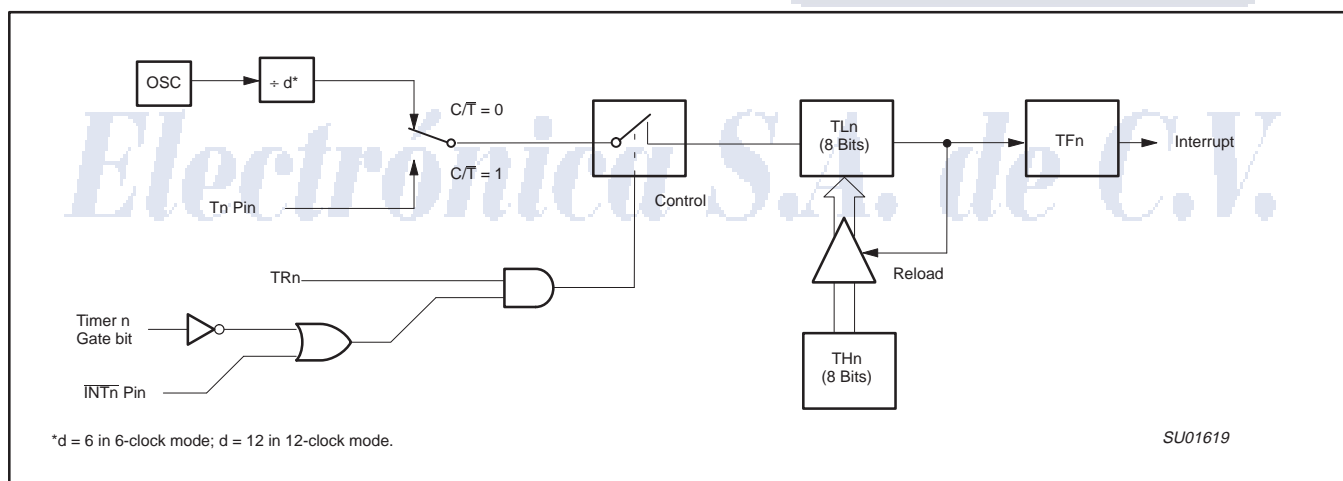 OSC
÷ d*
C/T̅ = 0
C/T̅ = 1
Tn Pin
Control
TLn
(8 Bits)
TFn
Interrupt
Reload
TRn
Timer n
Gate bit
I̅N̅T̅n̅ Pin
THn
(8 Bits)
*d = 6 in 6-clock mode; d = 12 in 12-clock mode.
SU01619
Electrónica S.A. de C.V.